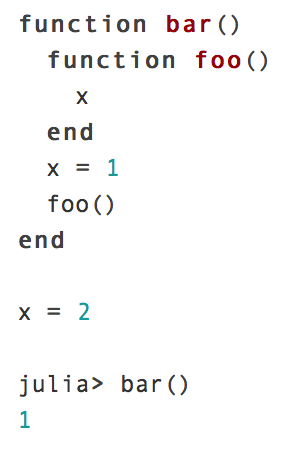 function bar()
  function foo()
    x
  end
  x = 1
  foo()
end

x = 2

julia> bar()
1